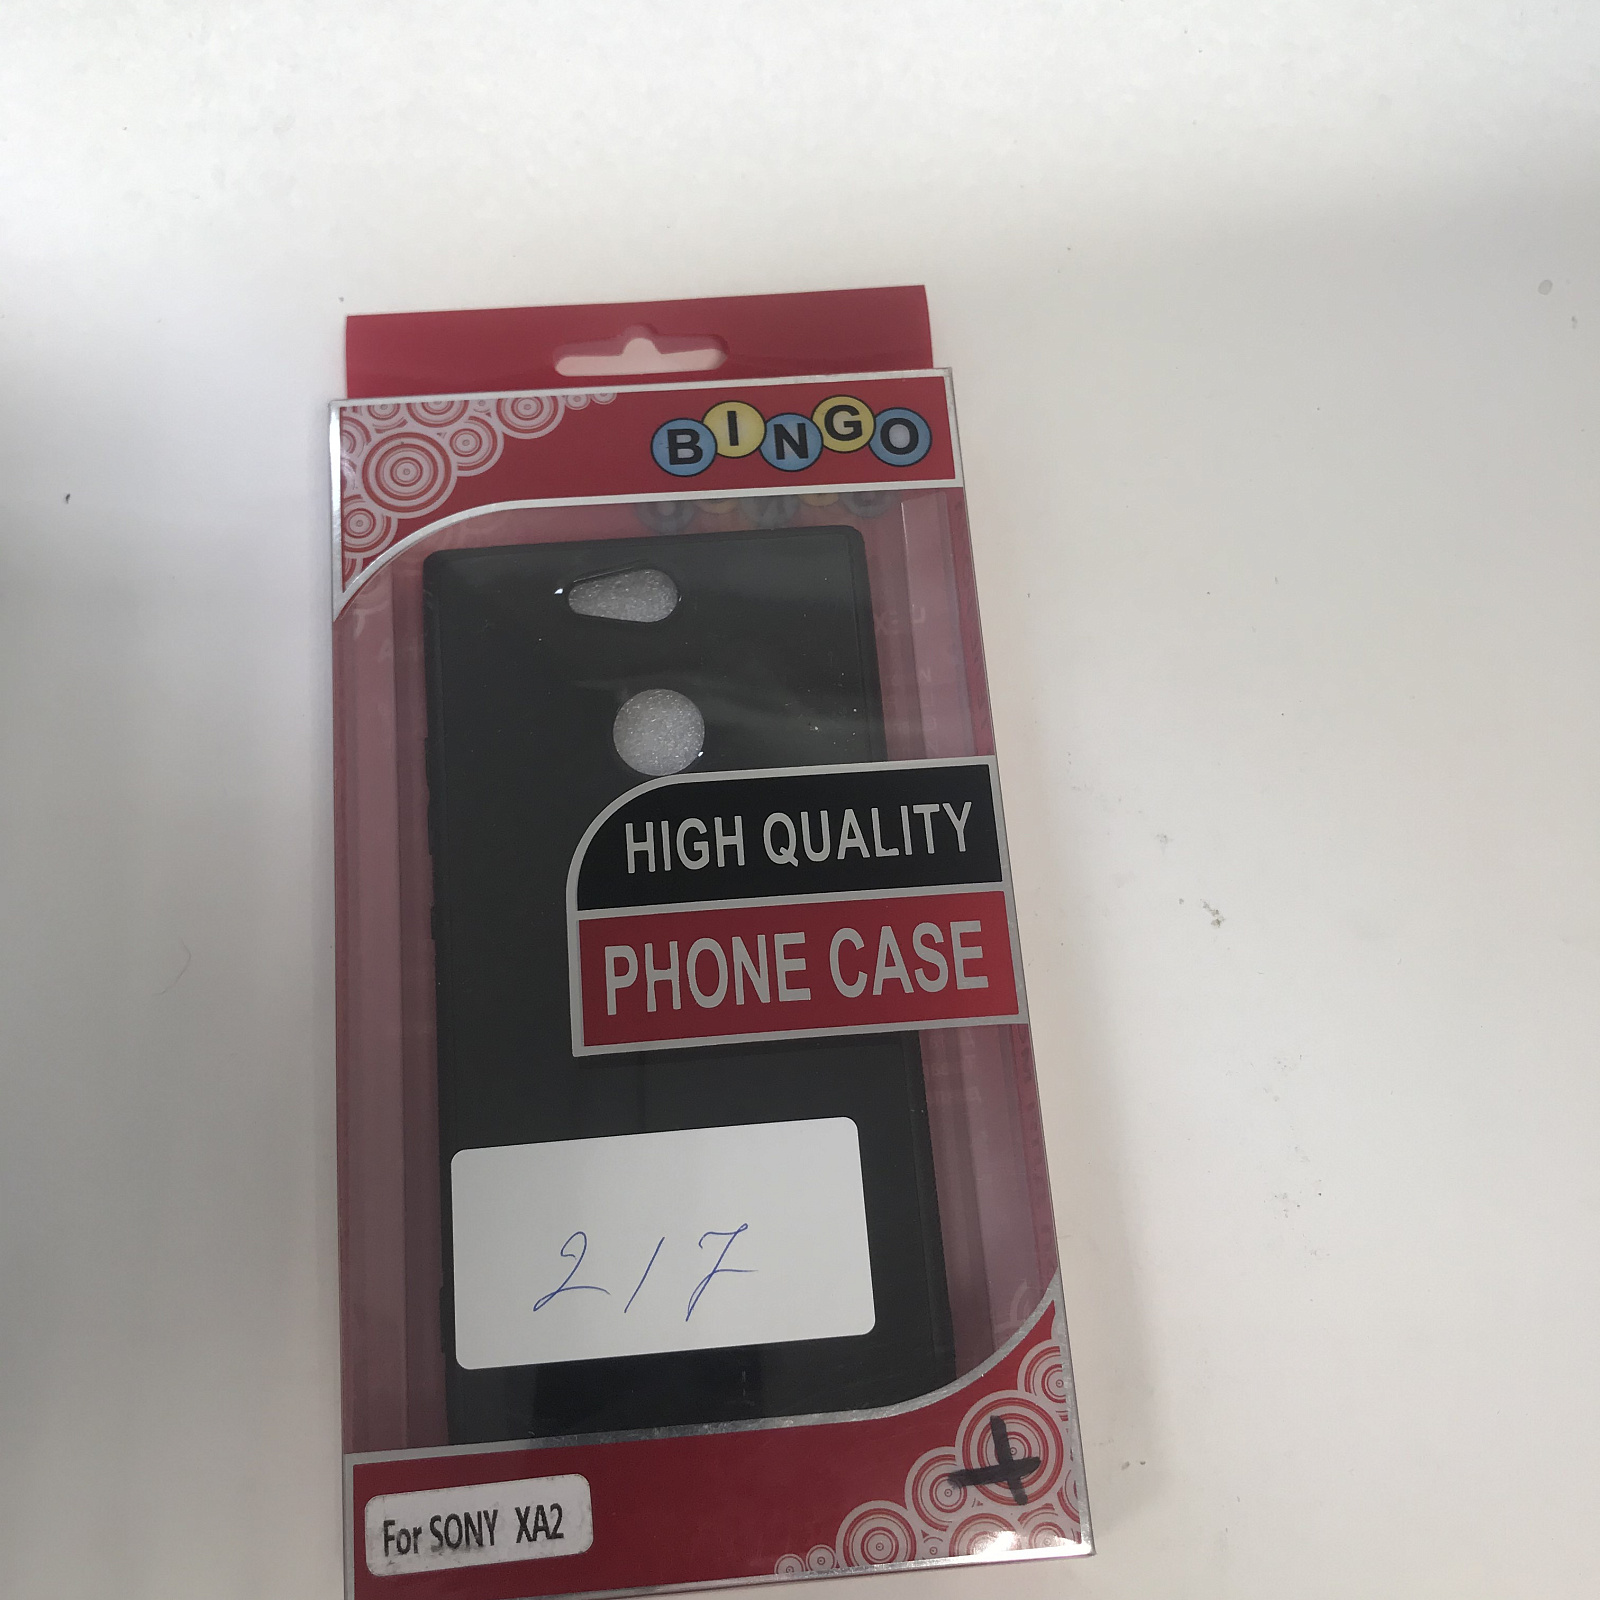 BINGO
HIGH QUALITY
PHONE CASE
217
For SONY XA2